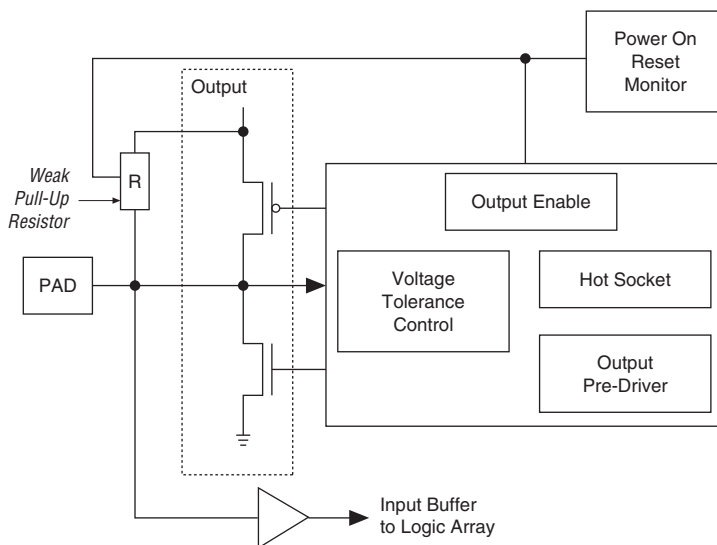 Power On
Reset
Monitor
Output
R
Weak
Pull-Up
Resistor
Output Enable
PAD
Voltage
Tolerance
Control
Hot Socket
Output
Pre-Driver
Input Buffer
to Logic Array